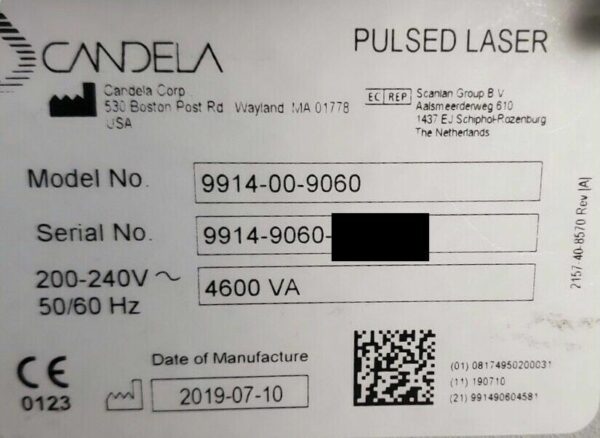 CANDELA
PULSED LASER
Candela Corp.
530 Boston Post Rd Wayland, MA 01778
USA
EC REP
Scanlan Group B V
Aalsmeerderweg 610
1437 EJ Schiphol-Rozenburg
The Netherlands
Model No. 9914-00-9060
Serial No. 9914-9060-
200-240V ~ 4600 VA
50/60 Hz
2157-40-8570 Rev [A]
CE
0123
Date of Manufacture
2019-07-10
(01) 08174950200031
(11) 190710
(21) 991490604581